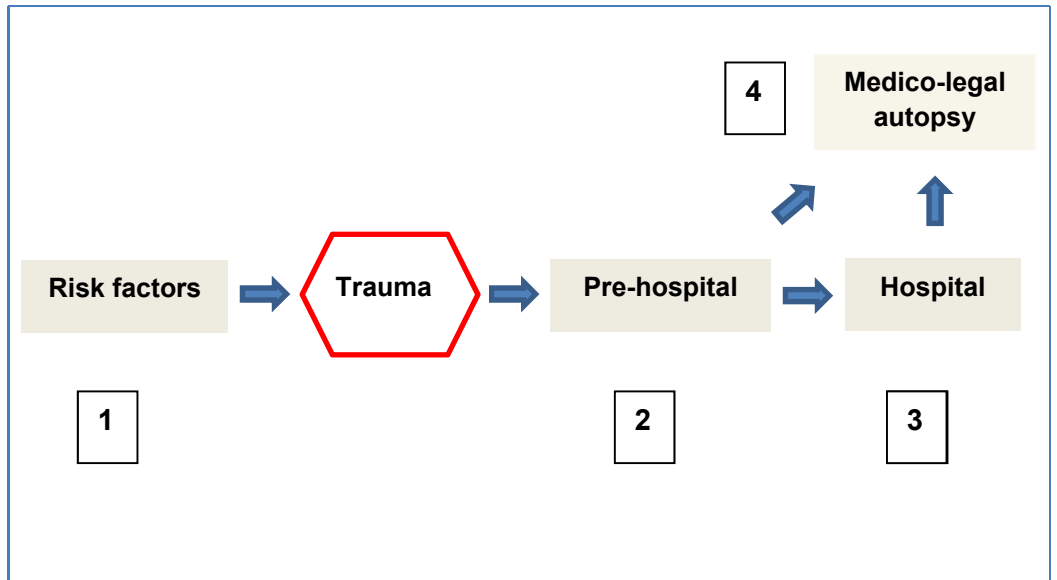 4
Medico-legal
autopsy
Risk factors
Trauma
Pre-hospital
Hospital
1
2
3